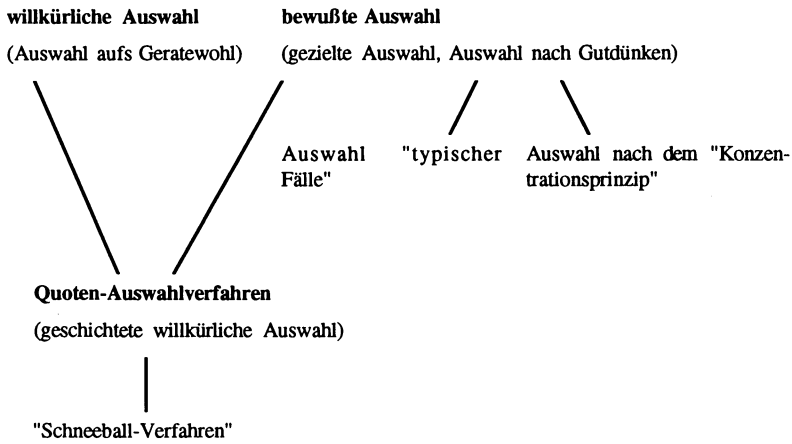 willkürliche Auswahl
bewußte Auswahl
(Auswahl aufs Geratewohl)
(gezielte Auswahl, Auswahl nach Gutdünken)
Auswahl "typischer
Fälle"
Auswahl nach dem "Konzen-
trationsprinzip"
Quoten-Auswahlverfahren
(geschichtete willkürliche Auswahl)
"Schneeball-Verfahren"